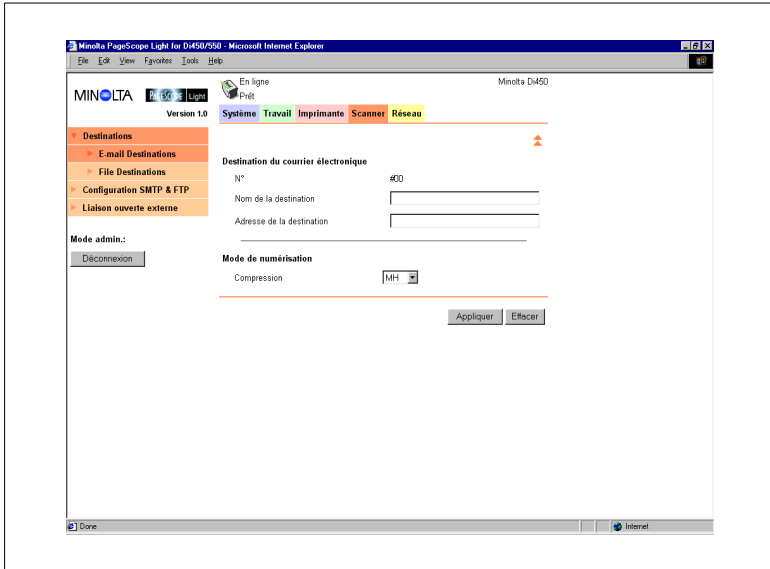 Minolta PageScope Light for Di450/550 - Microsoft Internet Explorer
File Edit View Favorites Tools Help
MINOLTA PAGESCOPE Light
Version 1.0
En ligne
Prêt
Minolta Di450
Système Travail Imprimante Scanner Réseau
Destinations
E-mail Destinations
File Destinations
Configuration SMTP & FTP
Liaison ouverte externe
Mode admin.:
Déconnexion
Destination du courrier électronique
N° #00
Nom de la destination
Adresse de la destination
Mode de numérisation
Compression MH
Appliquer Effacer
Done Internet